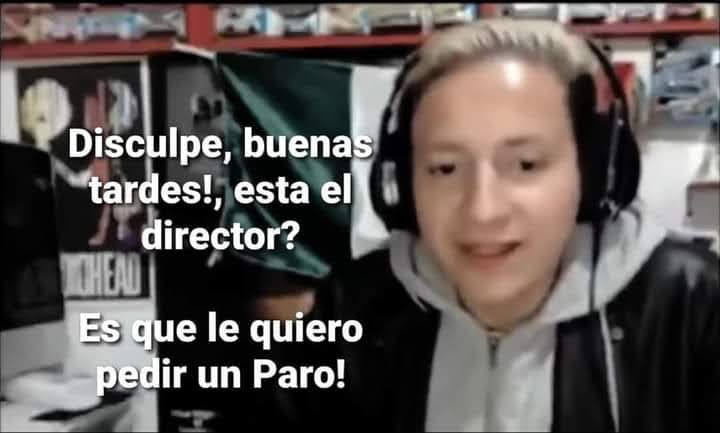 Disculpe, buenas
tardes!, esta el
director?
Es que le quiero
pedir un Paro!